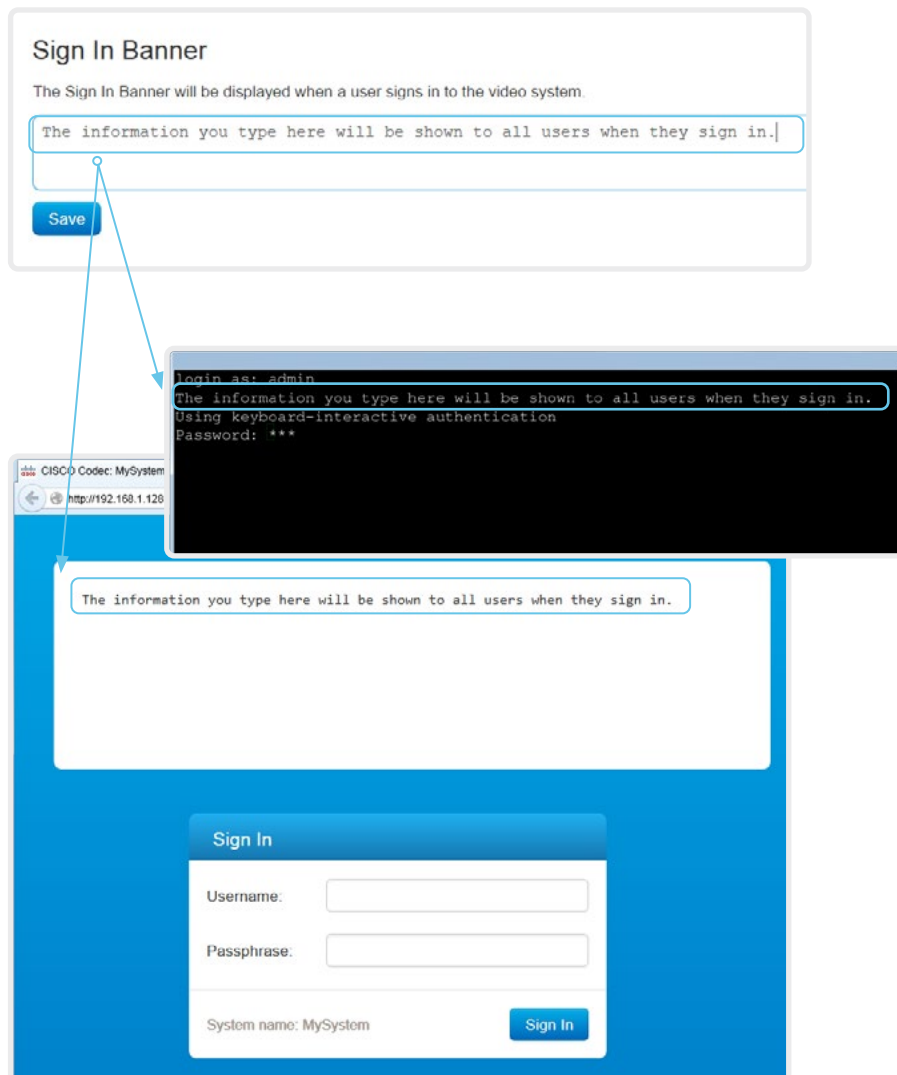 Sign In Banner
The Sign In Banner will be displayed when a user signs in to the video system.
The information you type here will be shown to all users when they sign in.
Save
login as: admin
The information you type here will be shown to all users when they sign in.
Using keyboard-interactive authentication
Password: ***
CISCO Codec: MySystem
http://192.168.1.128
The information you type here will be shown to all users when they sign in.
Sign In
Username:
Passphrase:
System name: MySystem
Sign In